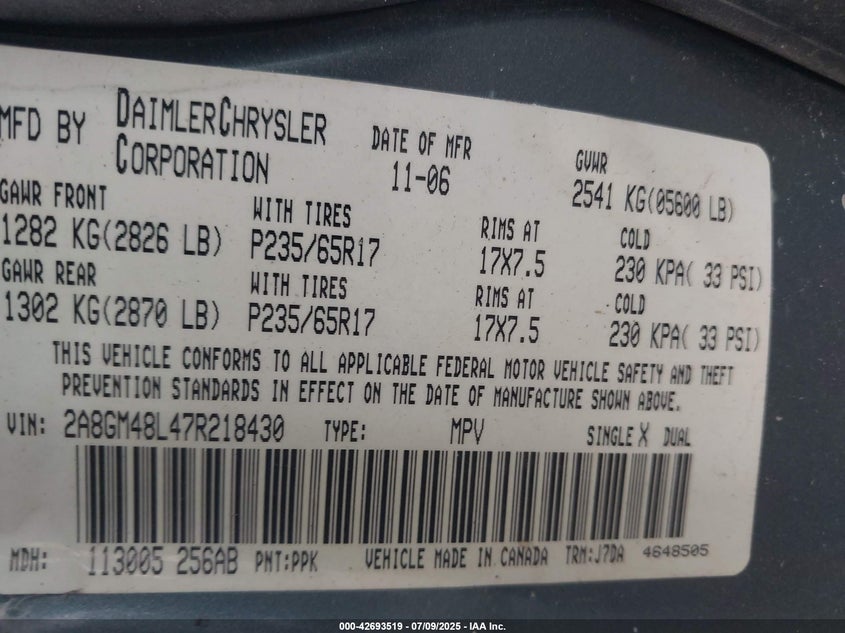 MFD BY DAIMLERCHRYSLER CORPORATION DATE OF MFR 11-06 GVWR 2541 KG(05600 LB)
GAWR FRONT WITH TIRES RIMS AT COLD
1282 KG(2826 LB) P235/65R17 17X7.5 230 KPA( 33 PSI)
GAWR REAR WITH TIRES RIMS AT COLD
1302 KG(2870 LB) P235/65R17 17X7.5 230 KPA( 33 PSI)
THIS VEHICLE CONFORMS TO ALL APPLICABLE FEDERAL MOTOR VEHICLE SAFETY AND THEFT
PREVENTION STANDARDS IN EFFECT ON THE DATE OF MANUFACTURE SHOWN ABOVE.
VIN: 2A8GM48L47R218430 TYPE: MPV SINGLE X DUAL
MDH: 113005 256AB PNT:PPK VEHICLE MADE IN CANADA TRM:J7DA 4648505
000-42693519 / 07/09/2025 - IAA Inc.